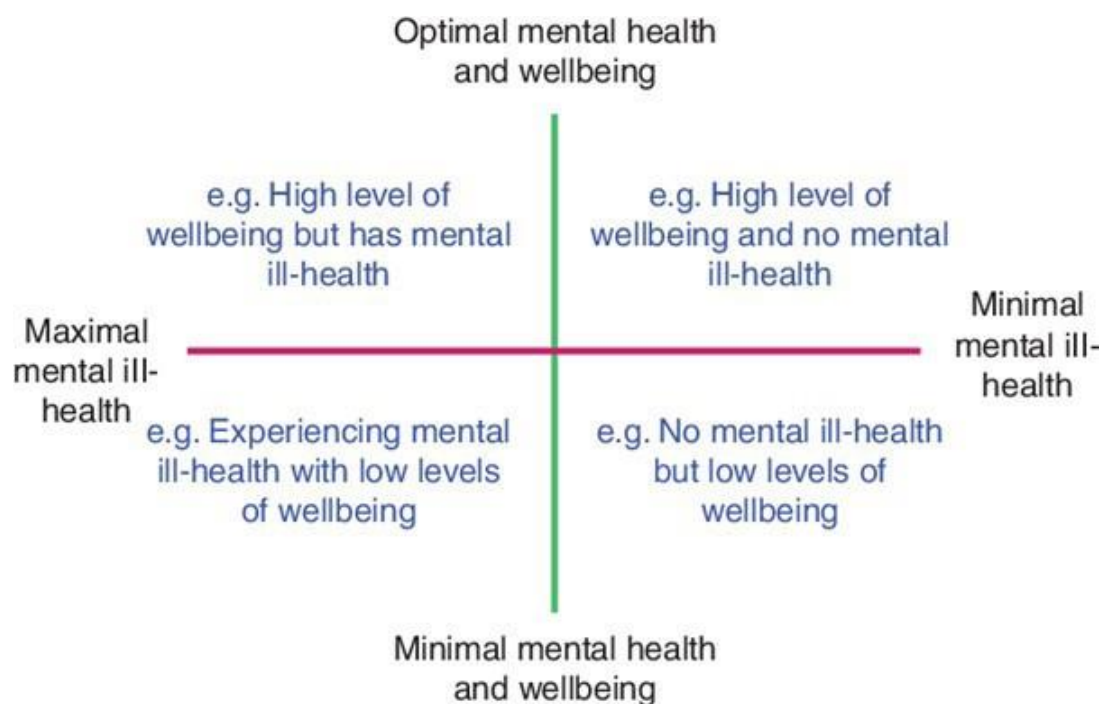 Optimal mental health
and wellbeing
e.g. High level of
wellbeing but has mental
ill-health
e.g. High level of
wellbeing and no mental
ill-health
Maximal
mental ill-
health
Minimal
mental ill-
health
e.g. Experiencing mental
ill-health with low levels
of wellbeing
e.g. No mental ill-health
but low levels of
wellbeing
Minimal mental health
and wellbeing